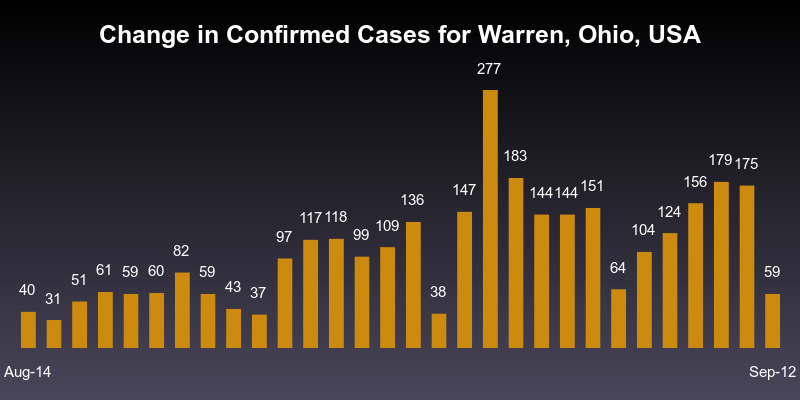 Change in Confirmed Cases for Warren, Ohio, USA
40 31 51 61 59 60 82 59 43 37 97 117 118 99 109 136 38 147 277 183 144 144 151 64 104 124 156 179 175 59
Aug-14 Sep-12